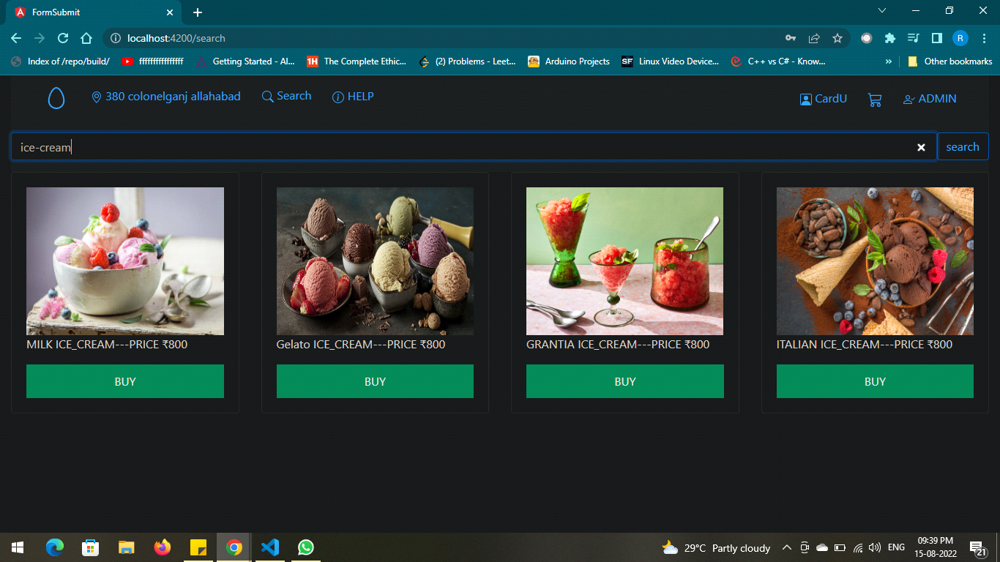 FormSubmit
localhost:4200/search
R
Index of /repo/build/
ffffffffffffffff
Getting Started - Al...
1H
The Complete Ethic...
(2) Problems - Leet...
Arduino Projects
SF
Linux Video Device...
C++ vs C# - Know...
»
Other bookmarks
380 colonelganj allahabad
Search
HELP
CardU
ADMIN
ice-cream
search
MILK ICE_CREAM---PRICE ₹800
Gelato ICE_CREAM---PRICE ₹800
GRANTIA ICE_CREAM---PRICE ₹800
ITALIAN ICE_CREAM---PRICE ₹800
BUY
BUY
BUY
BUY
29°C Partly cloudy
ENG
09:39 PM
15-08-2022
21